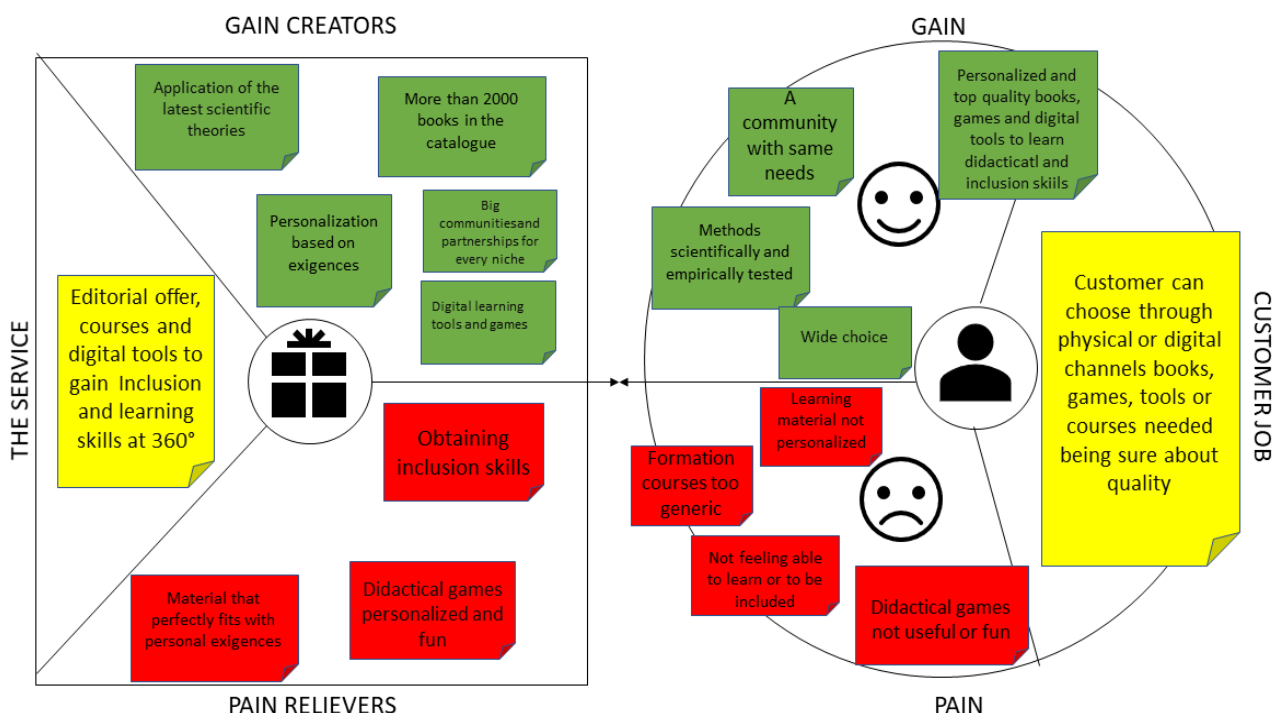 GAIN CREATORS
Application of
the latest scientific
theories
More than 2000
books in the
catalogue
Personalization
based on
exigences
Big
communitiesand
partnerships for
every niche
Digital learning
tools and games
THE SERVICE
Editorial offer,
courses and
digital tools to
gain Inclusion
and learning
skills at 360°
Obtaining
inclusion skills
Material that
perfectly fits with
personal exigences
Didactical games
personalized and
fun
PAIN RELIEVERS
GAIN
A
community
with same
needs
Personalized and
top quality books,
games and digital
tools to learn
didacticatl and
inclusion skiils
Methods
scientifically and
empirically tested
Wide choice
Customer can
choose through
physical or digital
channels books,
games, tools or
courses needed
being sure about
quality
CUSTOMER JOB
Learning
material not
personalized
Formation
courses too
generic
Not feeling able
to learn or to be
included
Didactical games
not useful or fun
PAIN